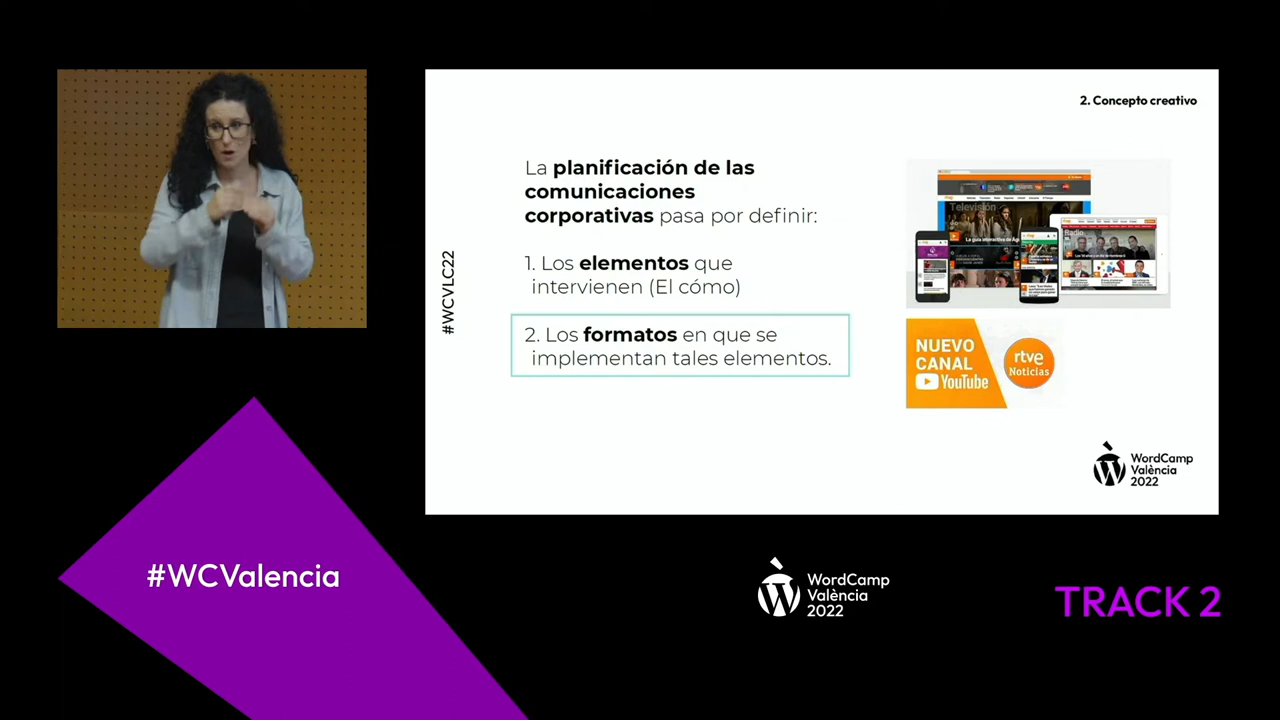 2. Concepto creativo
La planificación de las
comunicaciones
corporativas pasa por definir:
1. Los elementos que
intervienen (El cómo)
2. Los formatos en que se
implementan tales elementos.
#WCVLC22
Televisión
Radio
NUEVO
CANAL
YouTube
rtve
Noticias
WordCamp
València
2022
#WCValencia
WordCamp
València
2022
TRACK 2